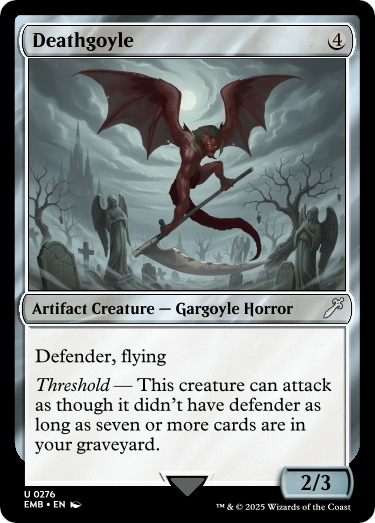 Deathgoyle 4
Artifact Creature — Gargoyle Horror
Defender, flying
Threshold — This creature can attack
as though it didn't have defender as
long as seven or more cards are in
your graveyard.
2/3
U 0276
EMB • EN
™ & © 2025 Wizards of the Coast